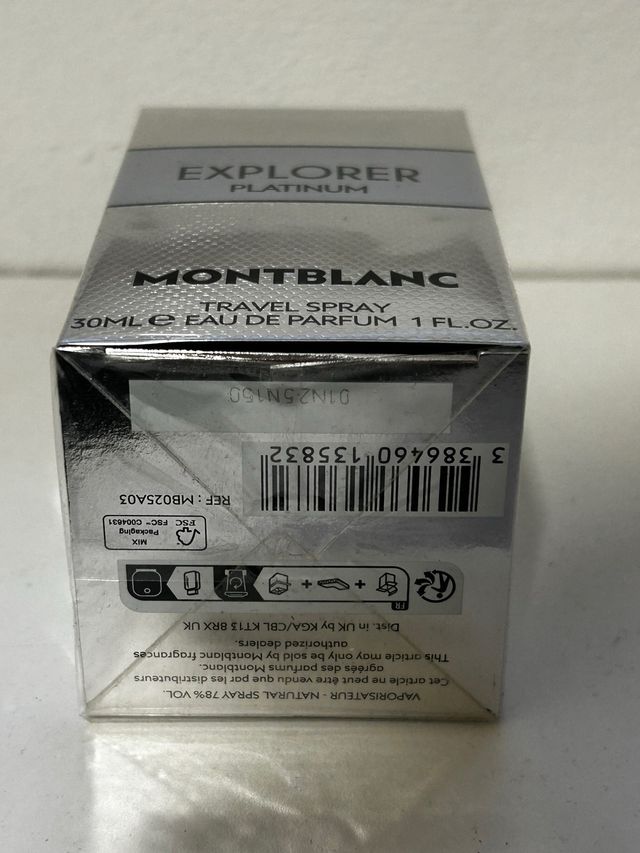 EXPLORER
PLATINUM
MONTBLANC
TRAVEL SPRAY
30ML e EAU DE PARFUM 1 FL.OZ.
VAPORISATEUR - NATURAL SPRAY 78% VOL.
Cet article ne peut être vendu que par les distributeurs
agréés des parfums Montblanc.
This article may only be sold by Montblanc fragrances
authorized dealers.
Dist. in UK by KGA/CBL KT13 8RX UK
FR
+ +
MIX
Packaging
FSC FSC™ C004631
REF : MB025A03
3 386460 135832
01N25N150